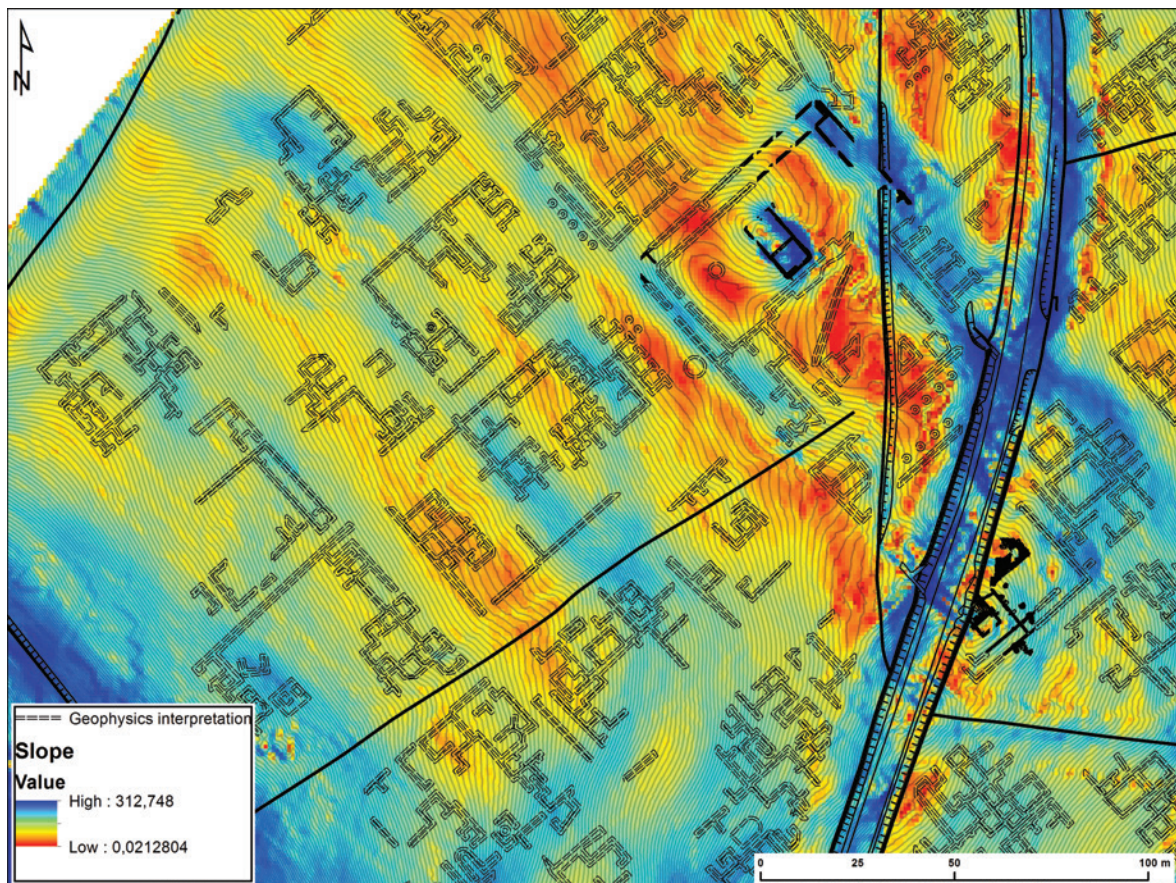 N
Geophysics interpretation
Slope
Value
High : 312,748
Low : 0,0212804
0 25 50 100 m